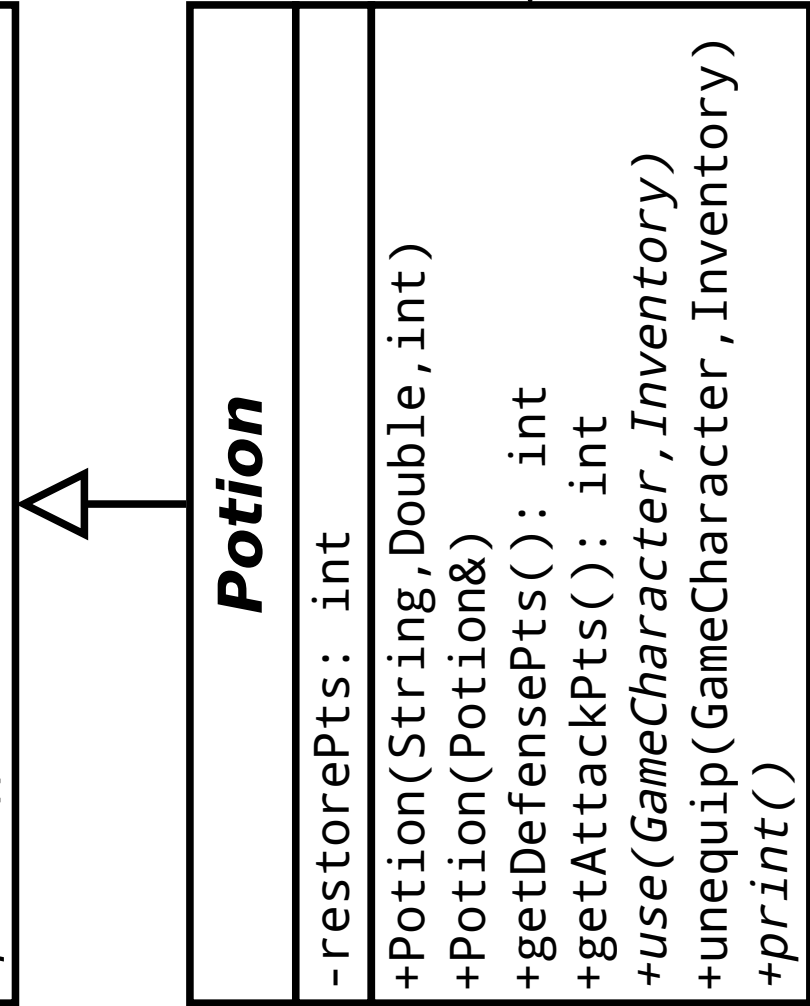 Potion
-restorePts: int
+Potion(String,Double,int)
+Potion(Potion&)
+getDefensePts(): int
+getAttackPts(): int
+use(GameCharacter,Inventory)
+unequip(GameCharacter,Inventory)
+print()